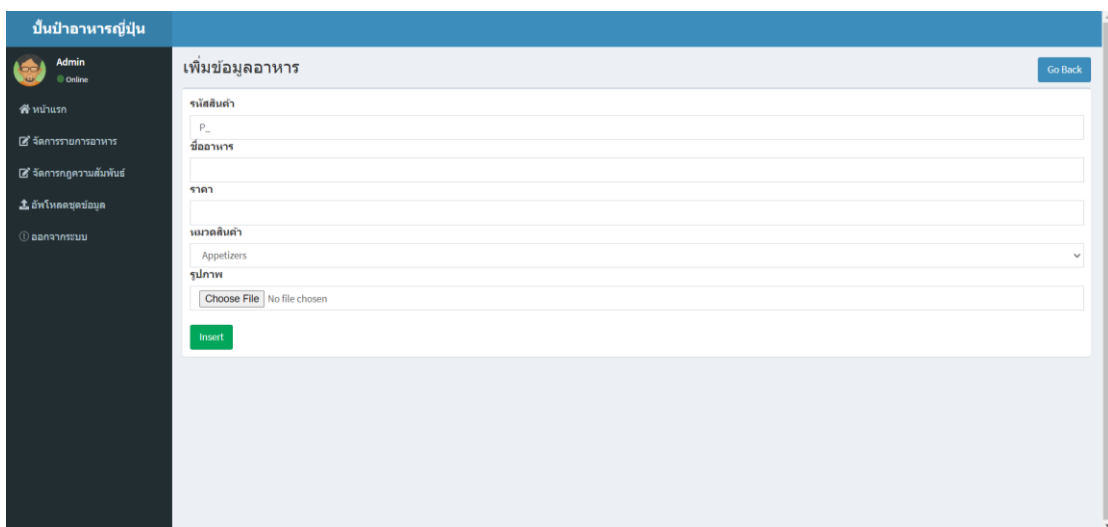 ปั้นป๋าอาหารญี่ปุ่น
Admin
Online
หน้าแรก
จัดการรายการอาหาร
จัดการกฎความสัมพันธ์
อัพโหลดชุดข้อมูล
ออกจากระบบ
เพิ่มข้อมูลอาหาร
Go Back
รหัสสินค้า
P_
ชื่ออาหาร
ราคา
หมวดสินค้า
Appetizers
รูปภาพ
Choose File No file chosen
Insert